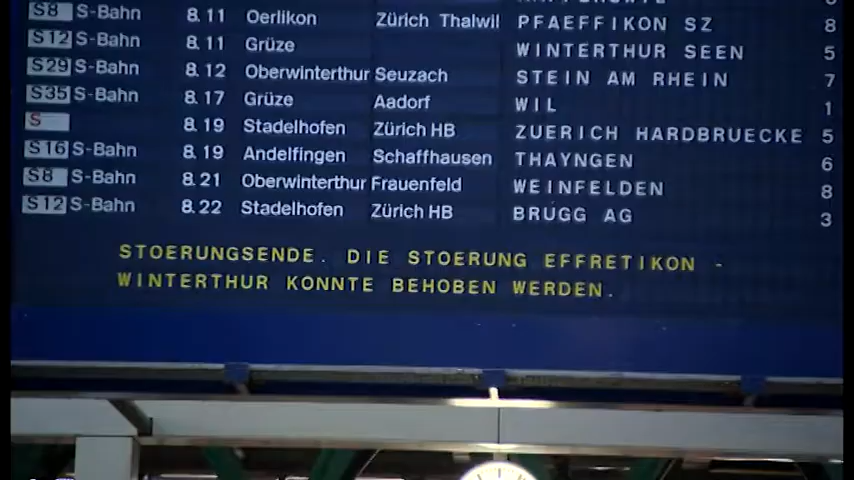 S8 S-Bahn 8.11 Oerlikon Zürich Thalwil PFAEFFIKON SZ 8
S12 S-Bahn 8.11 Grüze WINTERTHUR SEEN 5
S29 S-Bahn 8.12 Oberwinterthur Seuzach STEIN AM RHEIN 7
S35 S-Bahn 8.17 Grüze Aadorf WIL 1
S 8.19 Stadelhofen Zürich HB ZUERICH HARDBRUECKE 5
S16 S-Bahn 8.19 Andelfingen Schaffhausen THAYNGEN 6
S8 S-Bahn 8.21 Oberwinterthur Frauenfeld WEINFELDEN 8
S12 S-Bahn 8.22 Stadelhofen Zürich HB BRUGG AG 3
STOERUNGSENDE. DIE STOERUNG EFFRETIKON -
WINTERTHUR KONNTE BEHOBEN WERDEN.